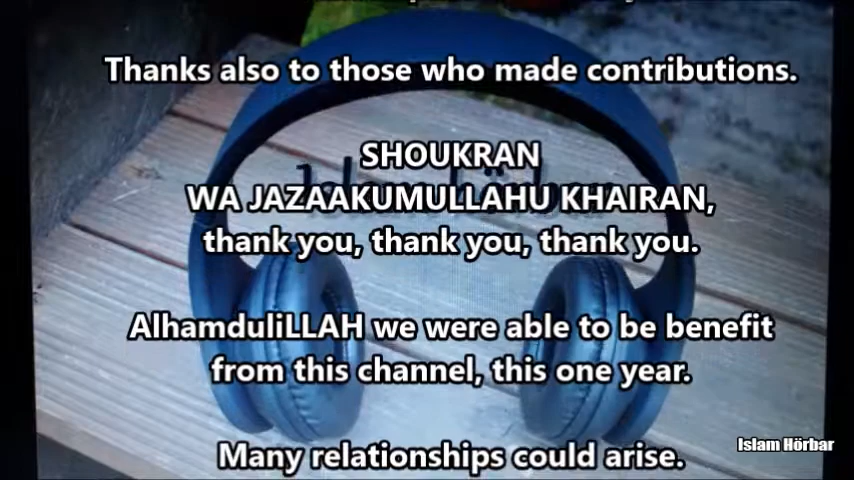 Thanks also to those who made contributions.
SHOUKRAN
WA JAZAAKUMULLAHU KHAIRAN,
thank you, thank you, thank you.
AlhamduliLLAH we were able to be benefit
from this channel, this one year.
Many relationships could arise.
Islam Hörbar